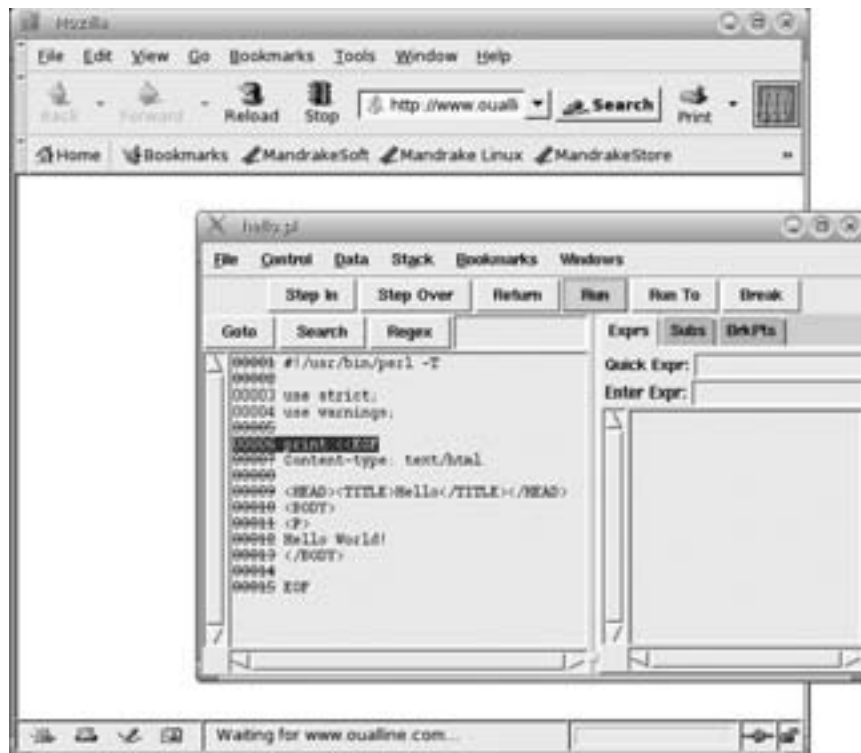 Mozilla
File Edit View Go Bookmarks Tools Window Help
Back Forward Reload Stop http://www.oualli Search Print
Home Bookmarks MandrakeSoft Mandrake Linux MandrakeStore »
hello.pl
File Control Data Stack Bookmarks Windows
Step In Step Over Return Run Run To Break
Goto Search Regex Exprs Subs BrkPts
Quick Expr:
Enter Expr:
00001 #!/usr/bin/perl -T
00002
00003 use strict;
00004 use warnings;
00005
00006 print <<EOF
00007 Content-type: text/html
00008
00009 <HEAD><TITLE>Hello</TITLE></HEAD>
00010 <BODY>
00011 <P>
00012 Hello World!
00013 </BODY>
00014
00015 EOF
Waiting for www.oualline.com...